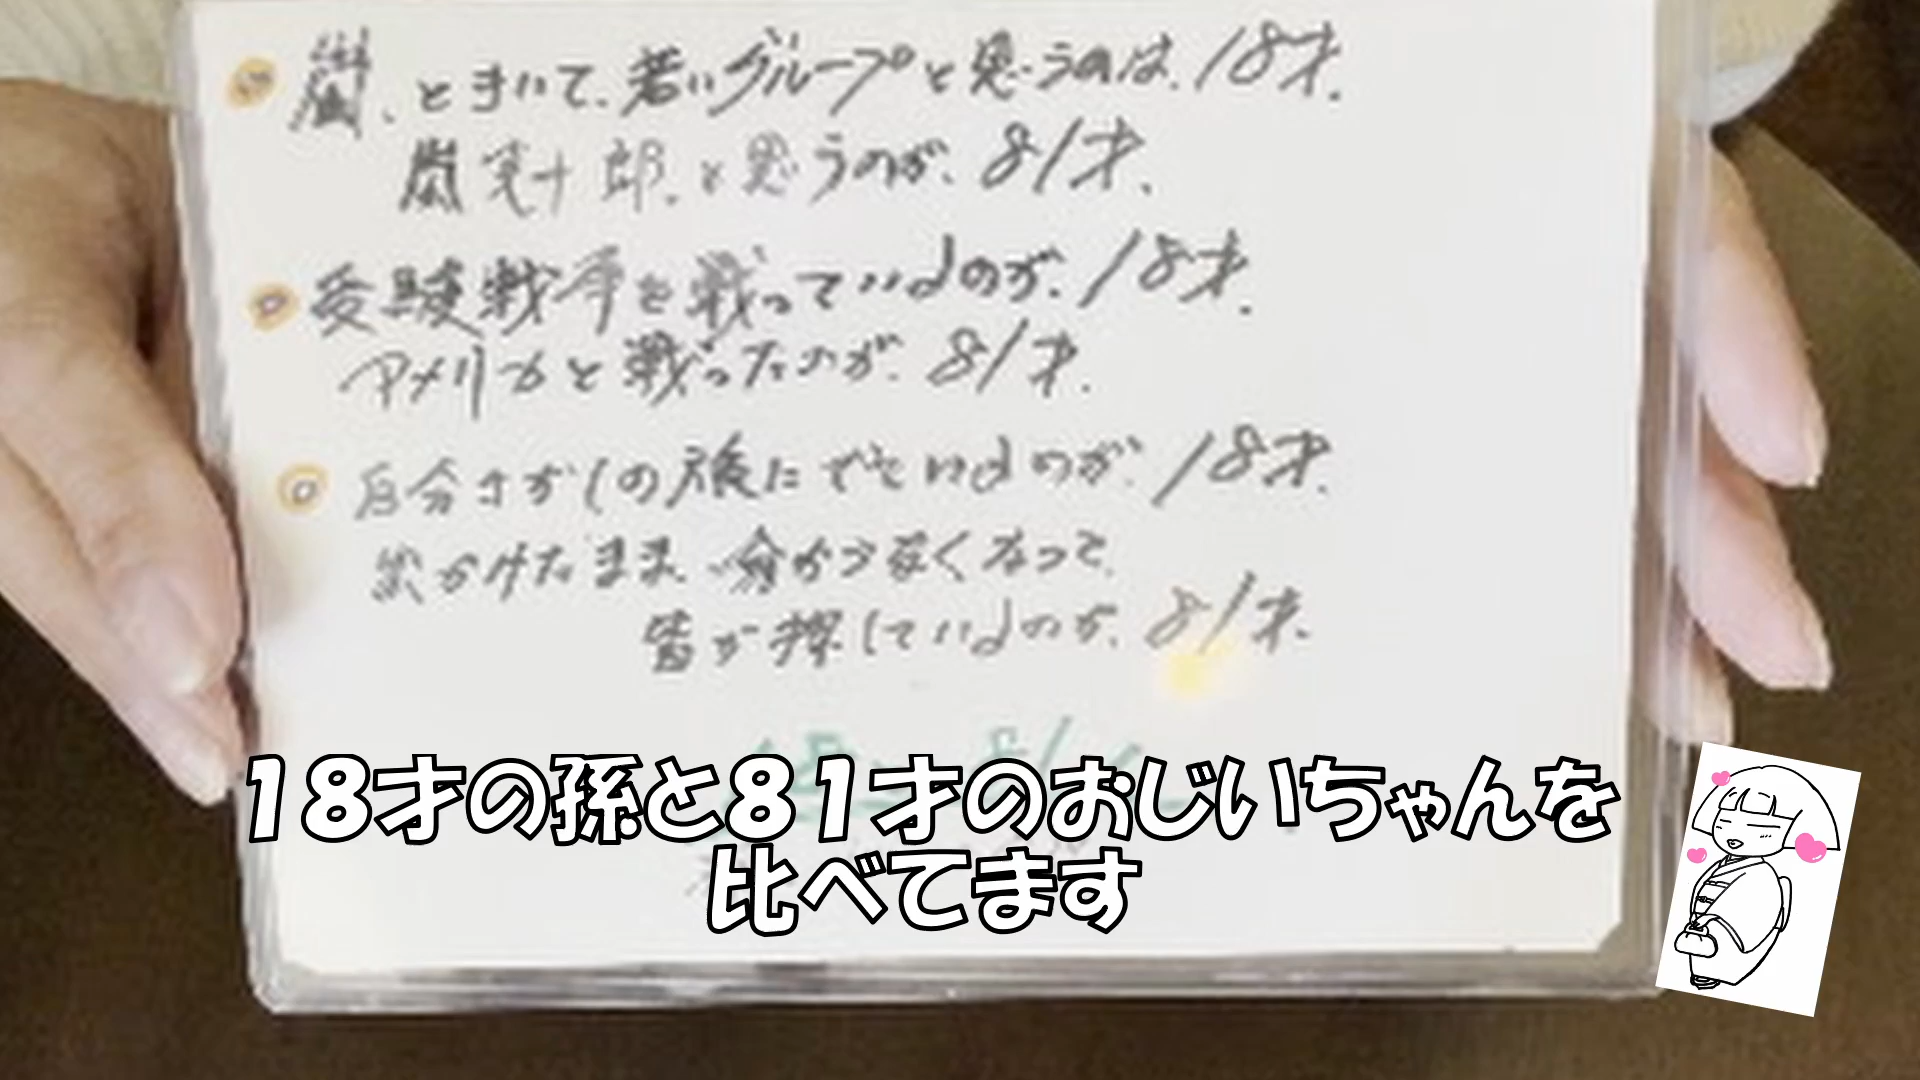 嵐、ときいて、若いグループと思うのは、18才.
嵐寛十郎、と思うのが、81才、
受験戦争を戦っているのが、18才.
アメリカと戦ったのが、81才.
自分さがしの旅にでているのが、18才.
出かけたまま、分からなくなって、
皆が探しているのが、81才.
18才の孫と81才のおじいちゃんを
比べてます